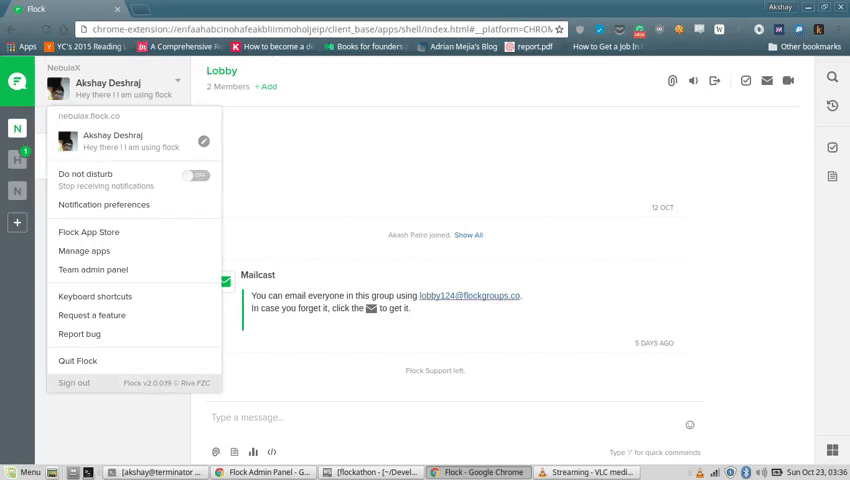 Flock
Akshay
chrome-extension://enfaahabcinohafeakbliimmoholjeip/client_base/apps/shell/index.html#__platform=CHROM
Apps
YC's 2015 Reading L
A Comprehensive R
How to become a de
Books for founders A
Adrian Mejia's Blog
report.pdf
How to Get a Job In I
Other bookmarks
NebulaX
Akshay Deshraj
Hey there ! I am using flock
Lobby
2 Members + Add
nebulax.flock.co
Akshay Deshraj
Hey there ! I am using flock
N
H 1
N
Do not disturb OFF
Stop receiving notifications
Notification preferences
Flock App Store
Manage apps
Team admin panel
Keyboard shortcuts
Request a feature
Report bug
Quit Flock
Sign out Flock v2.0.0.19 © Riva FZC
12 OCT
Akash Patro joined. Show All
Mailcast
You can email everyone in this group using lobby124@flockgroups.co.
In case you forget it, click the to get it.
5 DAYS AGO
Flock Support left.
Type a message...
Type '/' for quick commands
Menu
[akshay@terminator ...
Flock Admin Panel - G...
[flockathon - [~/Devel...
Flock - Google Chrome
Streaming - VLC medi...
Sun Oct 23, 03:36